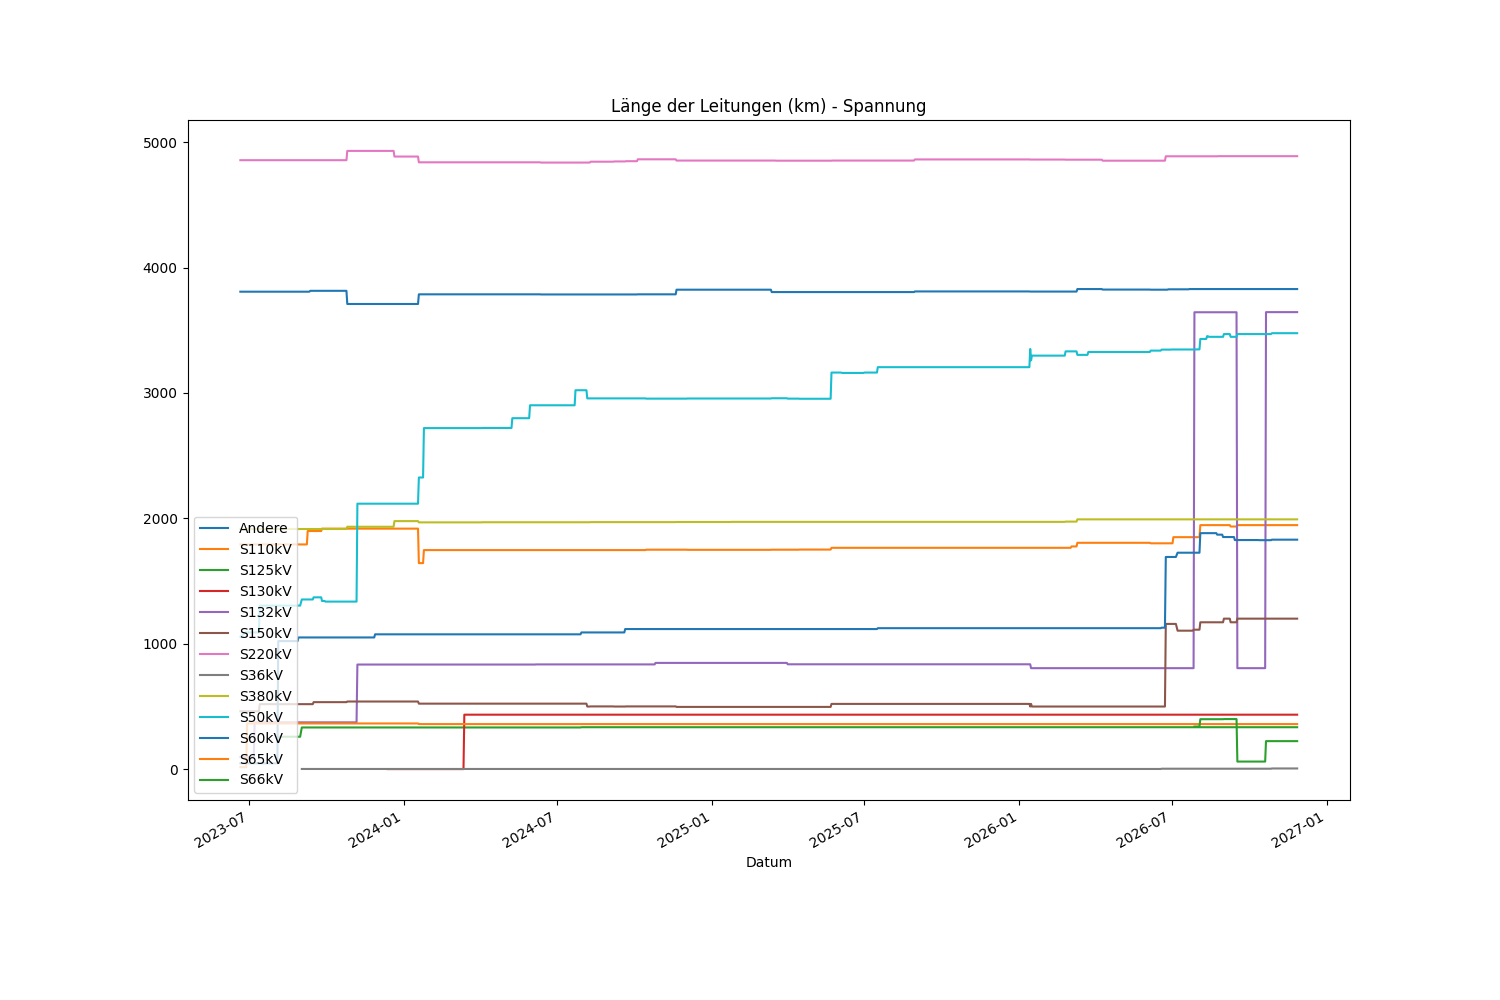 Länge der Leitungen (km) - Spannung
5000
4000
3000
2000
1000
0
Andere
S110kV
S125kV
S130kV
S132kV
S150kV
S220kV
S36kV
S380kV
S50kV
S60kV
S65kV
S66kV
2023-07
2024-01
2024-07
2025-01
2025-07
2026-01
2026-07
2027-01
Datum